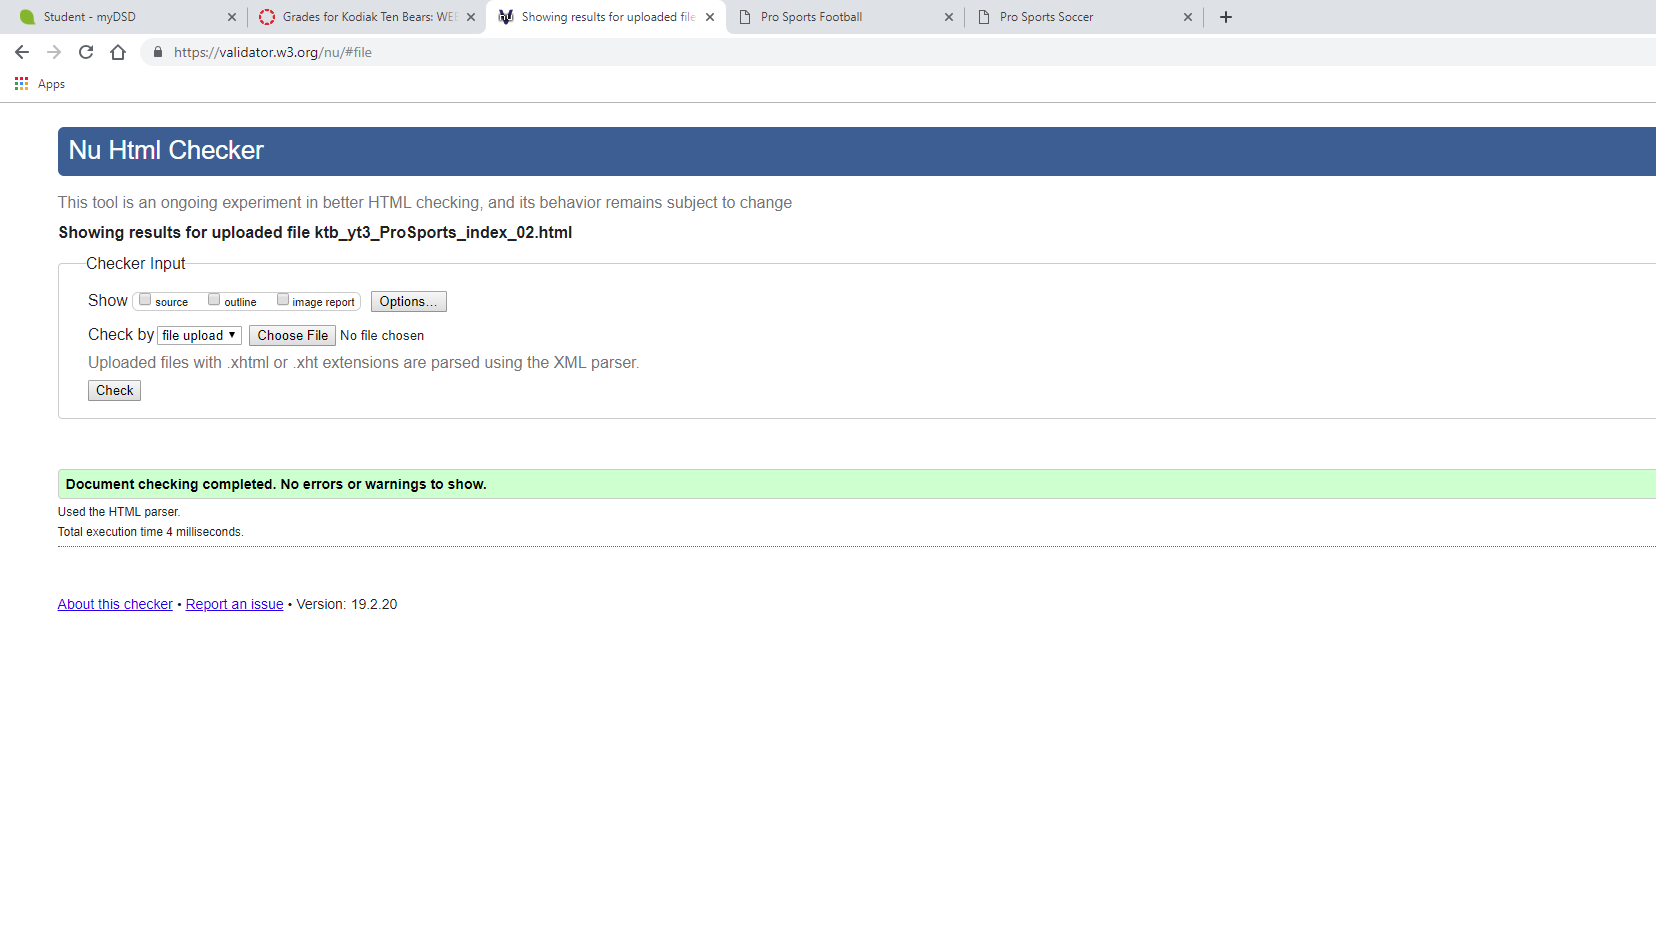 Student - myDSD
Grades for Kodiak Ten Bears: WEB
Showing results for uploaded file
Pro Sports Football
Pro Sports Soccer
https://validator.w3.org/nu/#file
Apps
Nu Html Checker
This tool is an ongoing experiment in better HTML checking, and its behavior remains subject to change
Showing results for uploaded file ktb_yt3_ProSports_index_02.html
Checker Input
Show source outline image report Options...
Check by file upload Choose File No file chosen
Uploaded files with .xhtml or .xht extensions are parsed using the XML parser.
Check
Document checking completed. No errors or warnings to show.
Used the HTML parser.
Total execution time 4 milliseconds.
About this checker • Report an issue • Version: 19.2.20